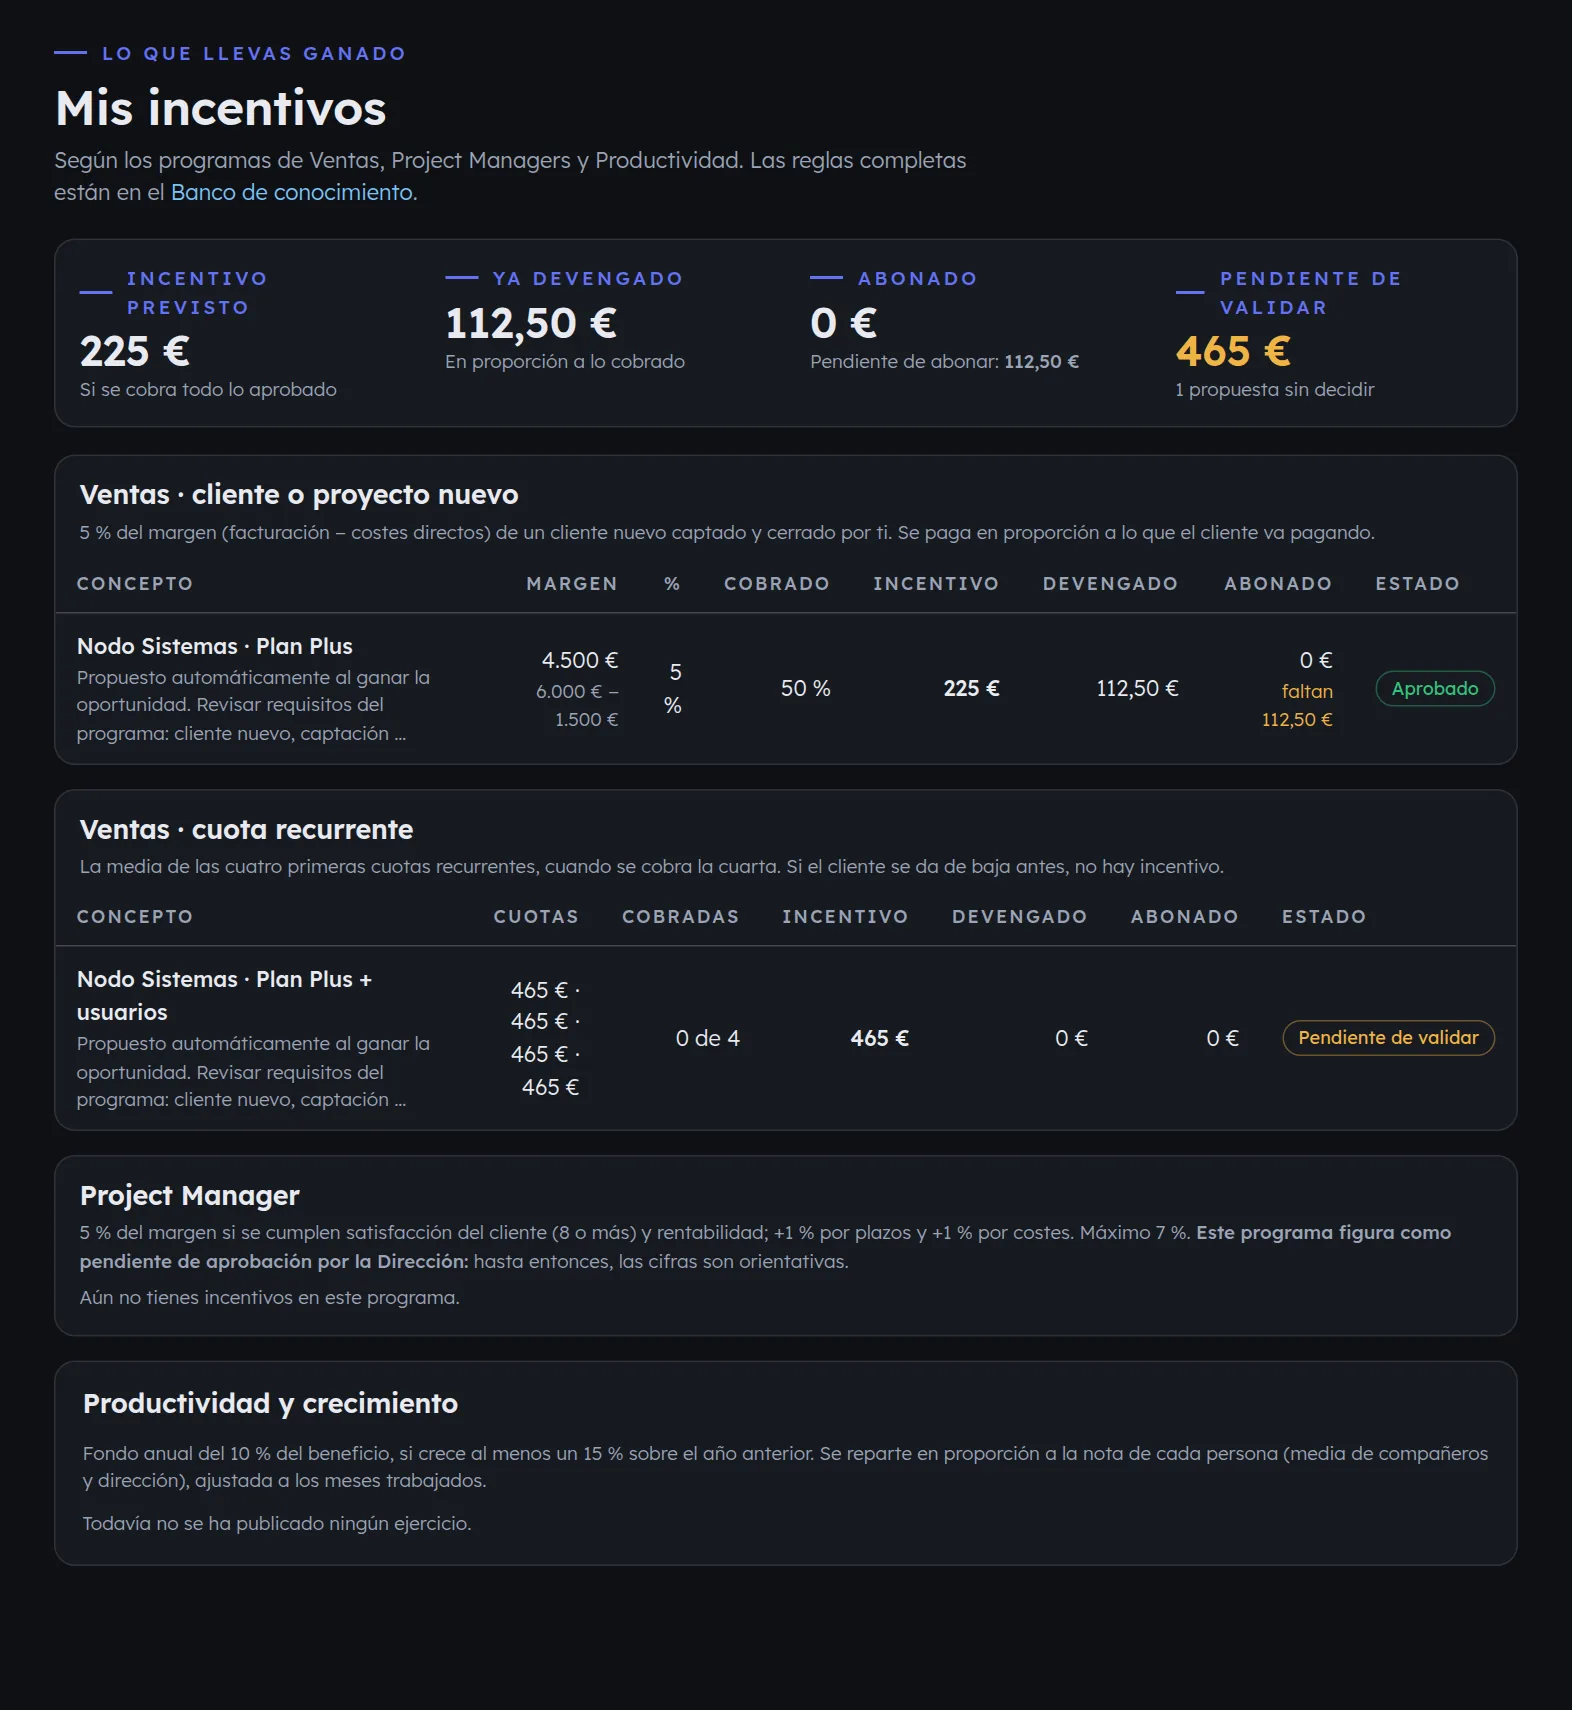 LO QUE LLEVAS GANADO
Mis incentivos
Según los programas de Ventas, Project Managers y Productividad. Las reglas completas
están en el Banco de conocimiento.
INCENTIVO
PREVISTO
225 €
Si se cobra todo lo aprobado
YA DEVENGADO
112,50 €
En proporción a lo cobrado
ABONADO
0 €
Pendiente de abonar: 112,50 €
PENDIENTE DE
VALIDAR
465 €
1 propuesta sin decidir
Ventas · cliente o proyecto nuevo
5 % del margen (facturación – costes directos) de un cliente nuevo captado y cerrado por ti. Se paga en proporción a lo que el cliente va pagando.
CONCEPTO MARGEN % COBRADO INCENTIVO DEVENGADO ABONADO ESTADO
Nodo Sistemas · Plan Plus
Propuesto automáticamente al ganar la
oportunidad. Revisar requisitos del
programa: cliente nuevo, captación ...
4.500 €
6.000 € –
1.500 €
5
%
50 %
225 €
112,50 €
0 €
faltan
112,50 €
Aprobado
Ventas · cuota recurrente
La media de las cuatro primeras cuotas recurrentes, cuando se cobra la cuarta. Si el cliente se da de baja antes, no hay incentivo.
CONCEPTO CUOTAS COBRADAS INCENTIVO DEVENGADO ABONADO ESTADO
Nodo Sistemas · Plan Plus +
usuarios
Propuesto automáticamente al ganar la
oportunidad. Revisar requisitos del
programa: cliente nuevo, captación ...
465 € ·
465 € ·
465 € ·
465 €
0 de 4
465 €
0 €
0 €
Pendiente de validar
Project Manager
5 % del margen si se cumplen satisfacción del cliente (8 o más) y rentabilidad; +1 % por plazos y +1 % por costes. Máximo 7 %. Este programa figura como
pendiente de aprobación por la Dirección: hasta entonces, las cifras son orientativas.
Aún no tienes incentivos en este programa.
Productividad y crecimiento
Fondo anual del 10 % del beneficio, si crece al menos un 15 % sobre el año anterior. Se reparte en proporción a la nota de cada persona (media de compañeros
y dirección), ajustada a los meses trabajados.
Todavía no se ha publicado ningún ejercicio.